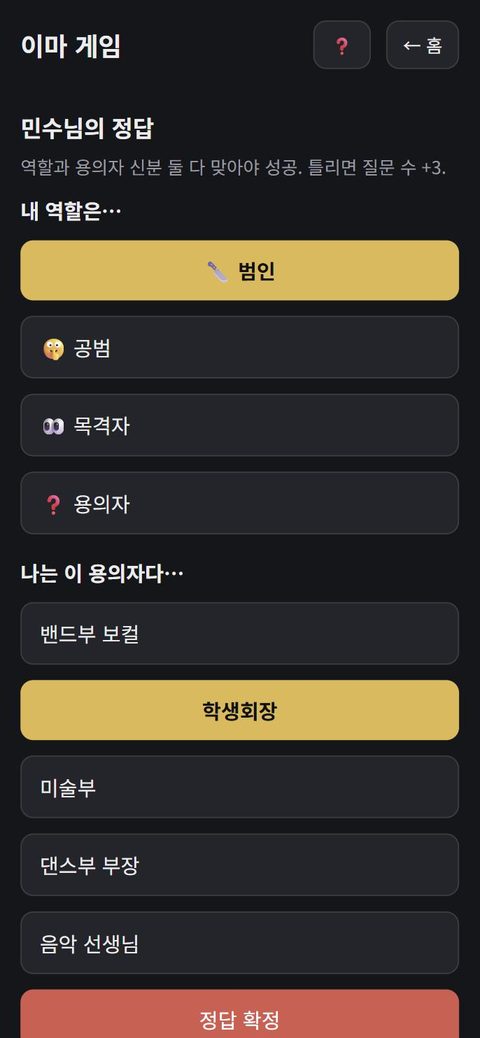 이마 게임
❓
← 홈
민수님의 정답
역할과 용의자 신분 둘 다 맞아야 성공. 틀리면 질문 수 +3.
내 역할은…
🔪 범인
🤪 공범
👀 목격자
❓ 용의자
나는 이 용의자다…
밴드부 보컬
학생회장
미술부
댄스부 부장
음악 선생님
정답 확정